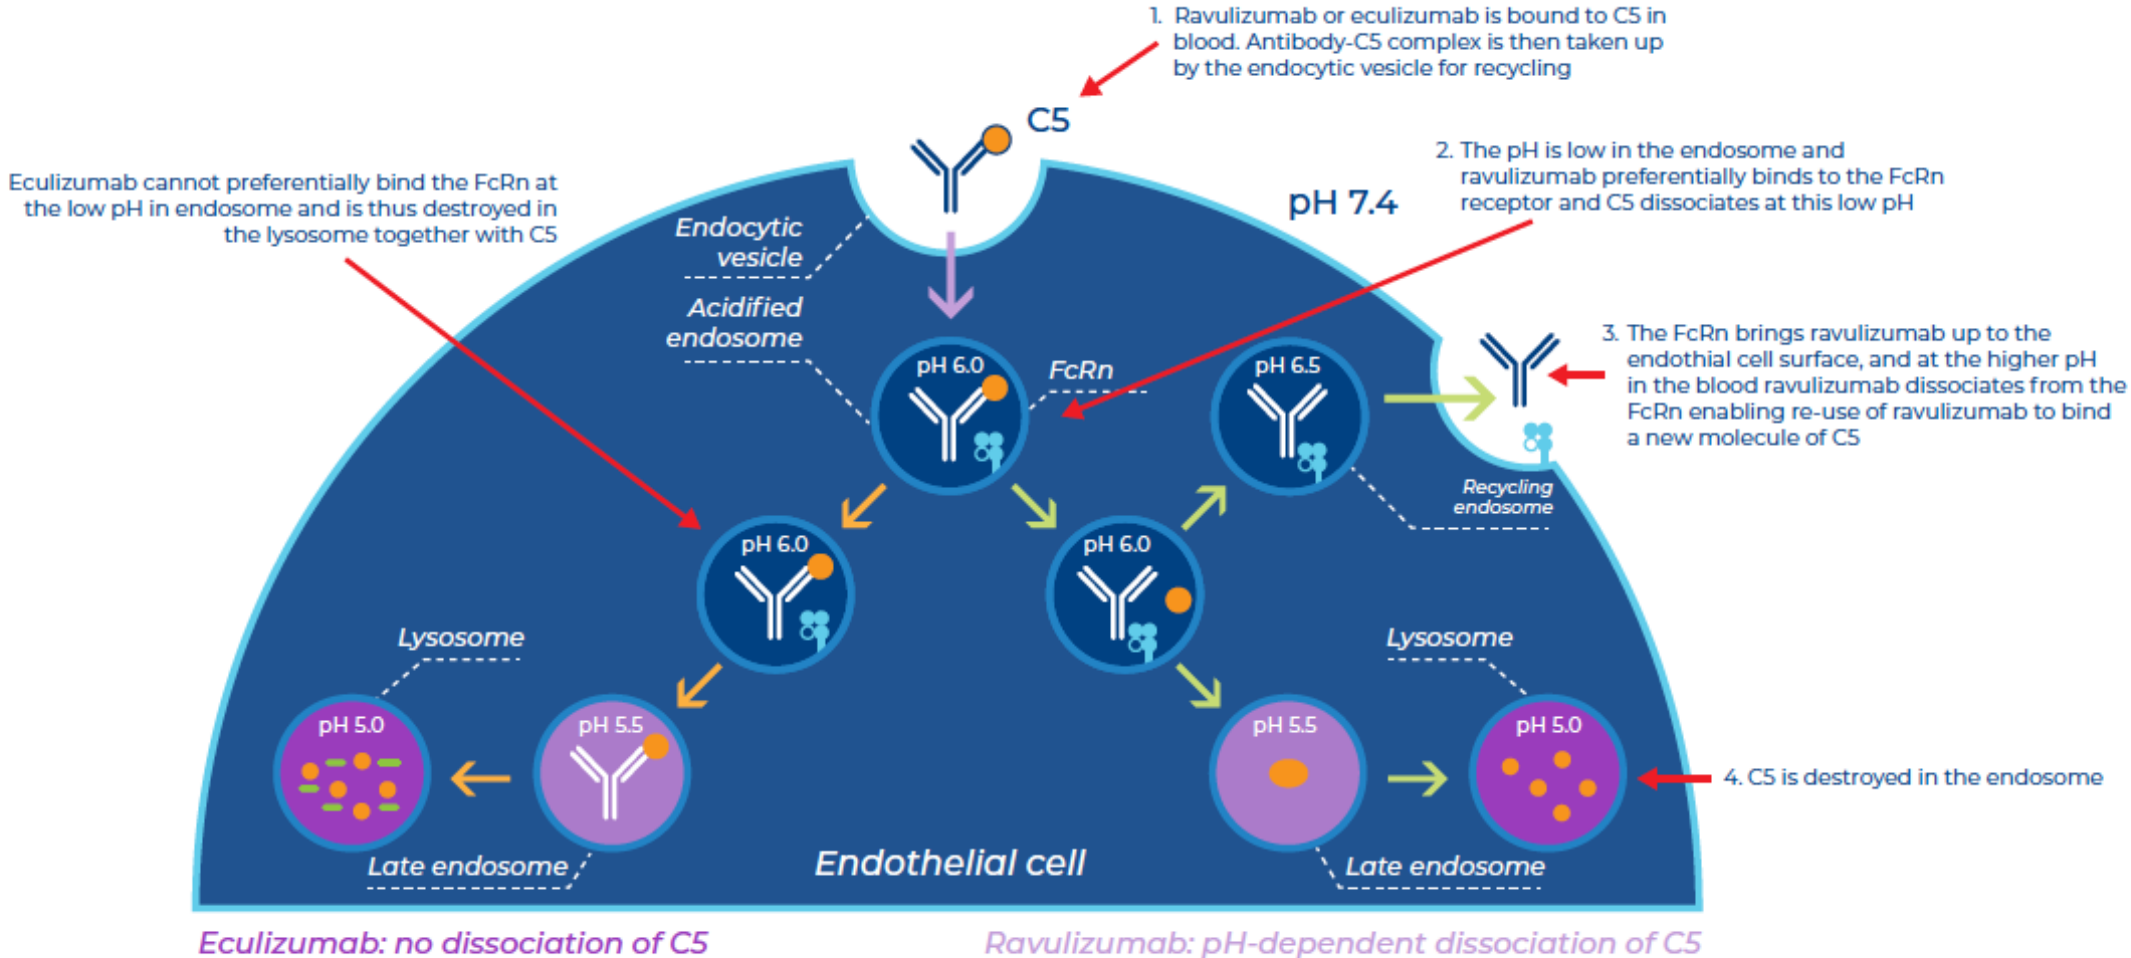 1. Ravulizumab or eculizumab is bound to C5 in
blood. Antibody-C5 complex is then taken up
by the endocytic vesicle for recycling
C5
2. The pH is low in the endosome and
ravulizumab preferentially binds to the FcRn
receptor and C5 dissociates at this low pH
Eculizumab cannot preferentially bind the FcRn at
the low pH in endosome and is thus destroyed in
the lysosome together with C5
pH 7.4
Endocytic
vesicle
Acidified
endosome
pH 6.0
FcRn
pH 6.5
3. The FcRn brings ravulizumab up to the
endothial cell surface, and at the higher pH
in the blood ravulizumab dissociates from the
FcRn enabling re-use of ravulizumab to bind
a new molecule of C5
Recycling
endosome
pH 6.0
pH 6.0
Lysosome
Lysosome
pH 5.0
pH 5.5
pH 5.5
pH 5.0
4. C5 is destroyed in the endosome
Late endosome
Endothelial cell
Late endosome
Eculizumab: no dissociation of C5
Ravulizumab: pH-dependent dissociation of C5